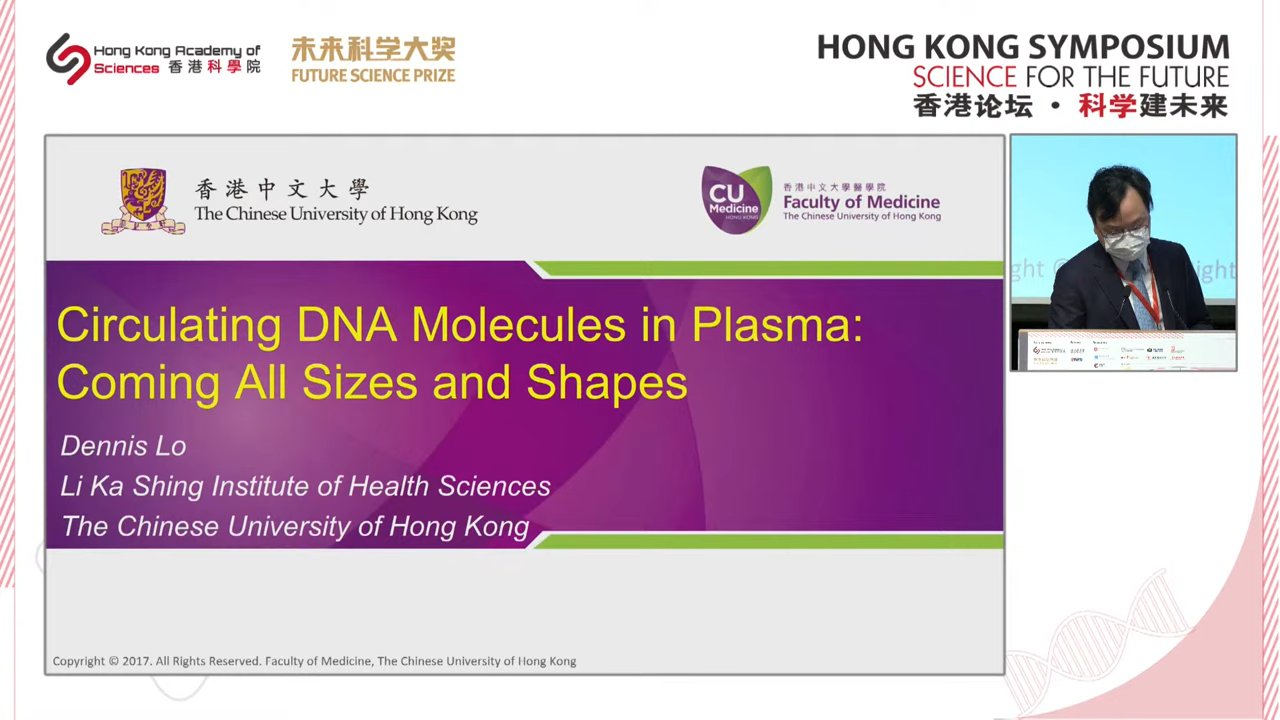 Hong Kong Academy of
Sciences 香港科學院
未来科学大奖
FUTURE SCIENCE PRIZE
HONG KONG SYMPOSIUM
SCIENCE FOR THE FUTURE
香港论坛 · 科学建未来
香港中文大學
The Chinese University of Hong Kong
CU
Medicine
HONG KONG
香港中文大學醫學院
Faculty of Medicine
The Chinese University of Hong Kong
Circulating DNA Molecules in Plasma:
Coming All Sizes and Shapes
Dennis Lo
Li Ka Shing Institute of Health Sciences
The Chinese University of Hong Kong
Copyright © 2017. All Rights Reserved. Faculty of Medicine, The Chinese University of Hong Kong